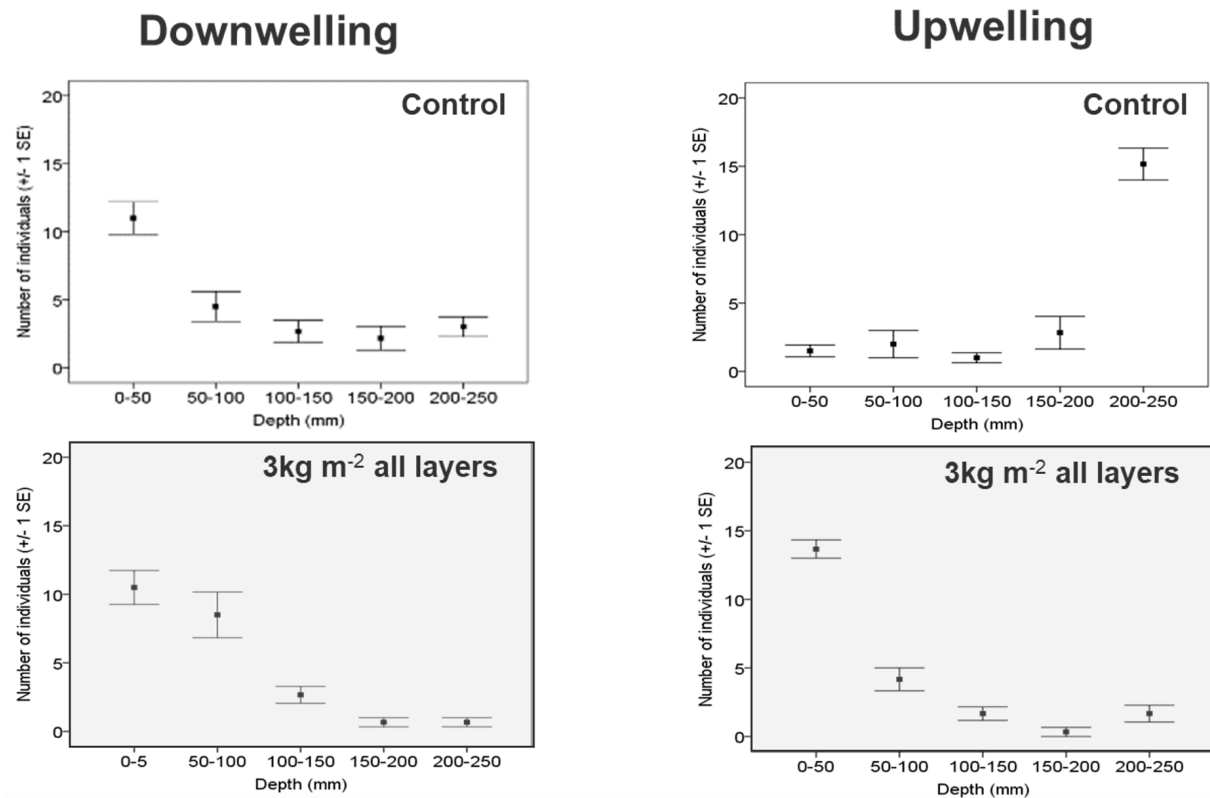 Downwelling
Upwelling
Control
Number of individuals (+/- 1 SE)
20
15
10
5
0
0-50 50-100 100-150 150-200 200-250
Depth (mm)
Control
Number of individuals (+/- 1 SE)
20
15
10
5
0
0-50 50-100 100-150 150-200 200-250
Depth (mm)
3kg m⁻² all layers
Number of individuals (+/- 1 SE)
20
15
10
5
0
0-5 50-100 100-150 150-200 200-250
Depth (mm)
3kg m⁻² all layers
Number of individuals (+/- 1 SE)
20
15
10
5
0
0-50 50-100 100-150 150-200 200-250
Depth (mm)